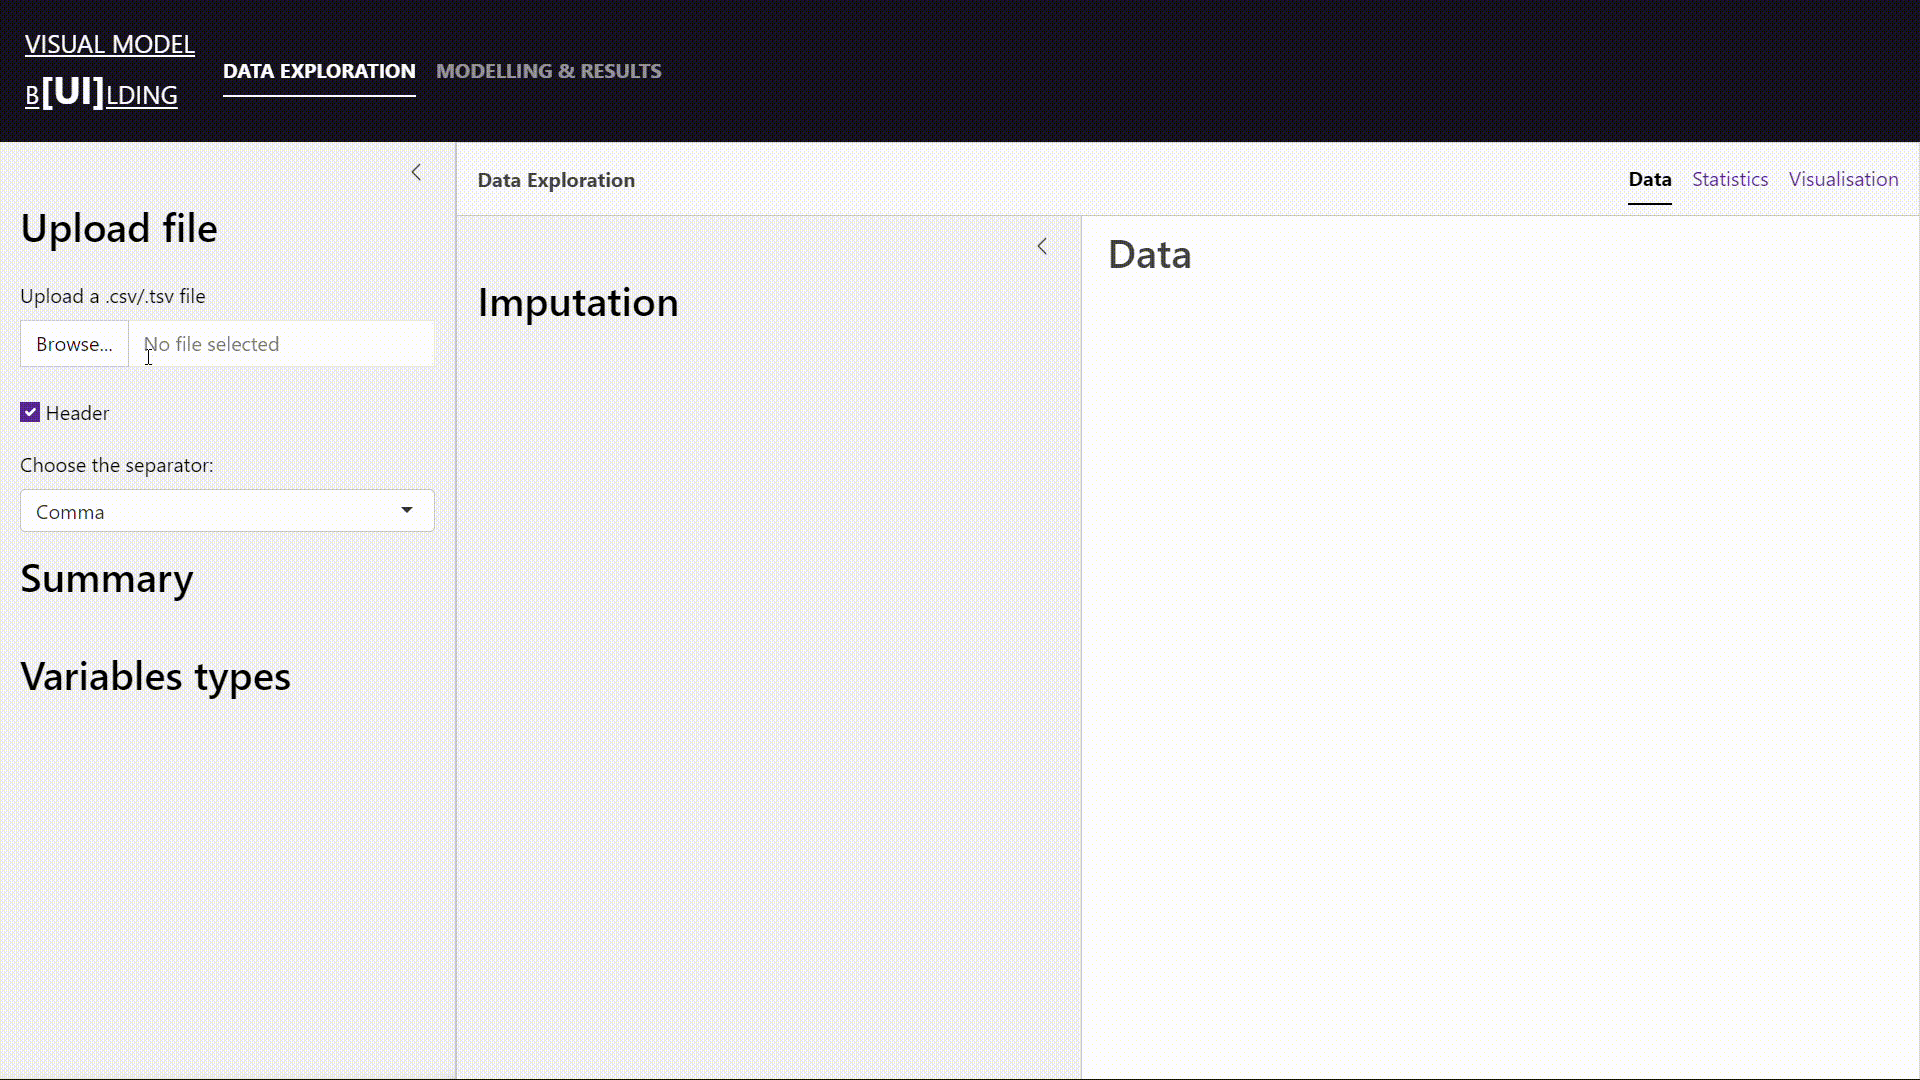 VISUAL MODEL
B[UI]LDING
DATA EXPLORATION
MODELLING & RESULTS
Upload file
Upload a .csv/.tsv file
Browse...
No file selected
Header
Choose the separator:
Comma
Summary
Variables types
Data Exploration
Data
Statistics
Visualisation
Imputation
Data